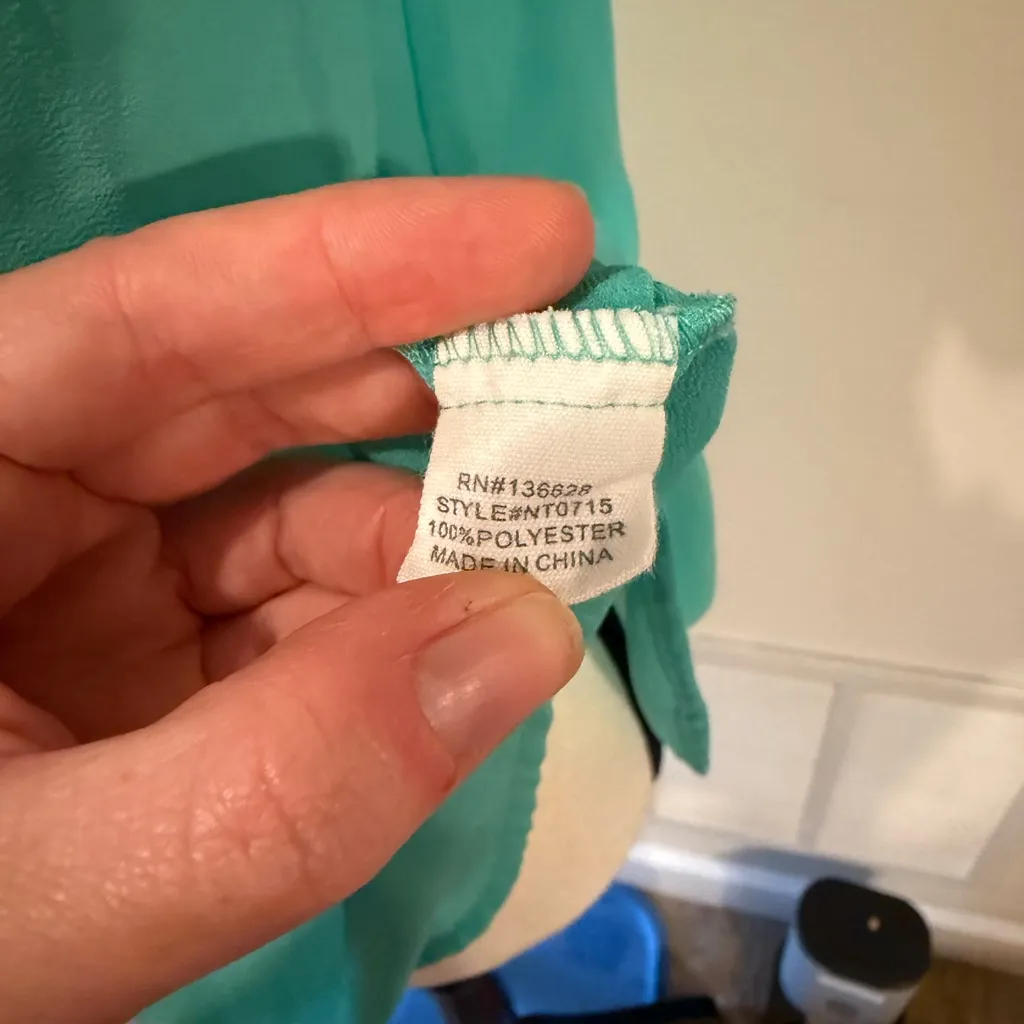 RN#136628
STYLE#NT0715
100%POLYESTER
MADE IN CHINA